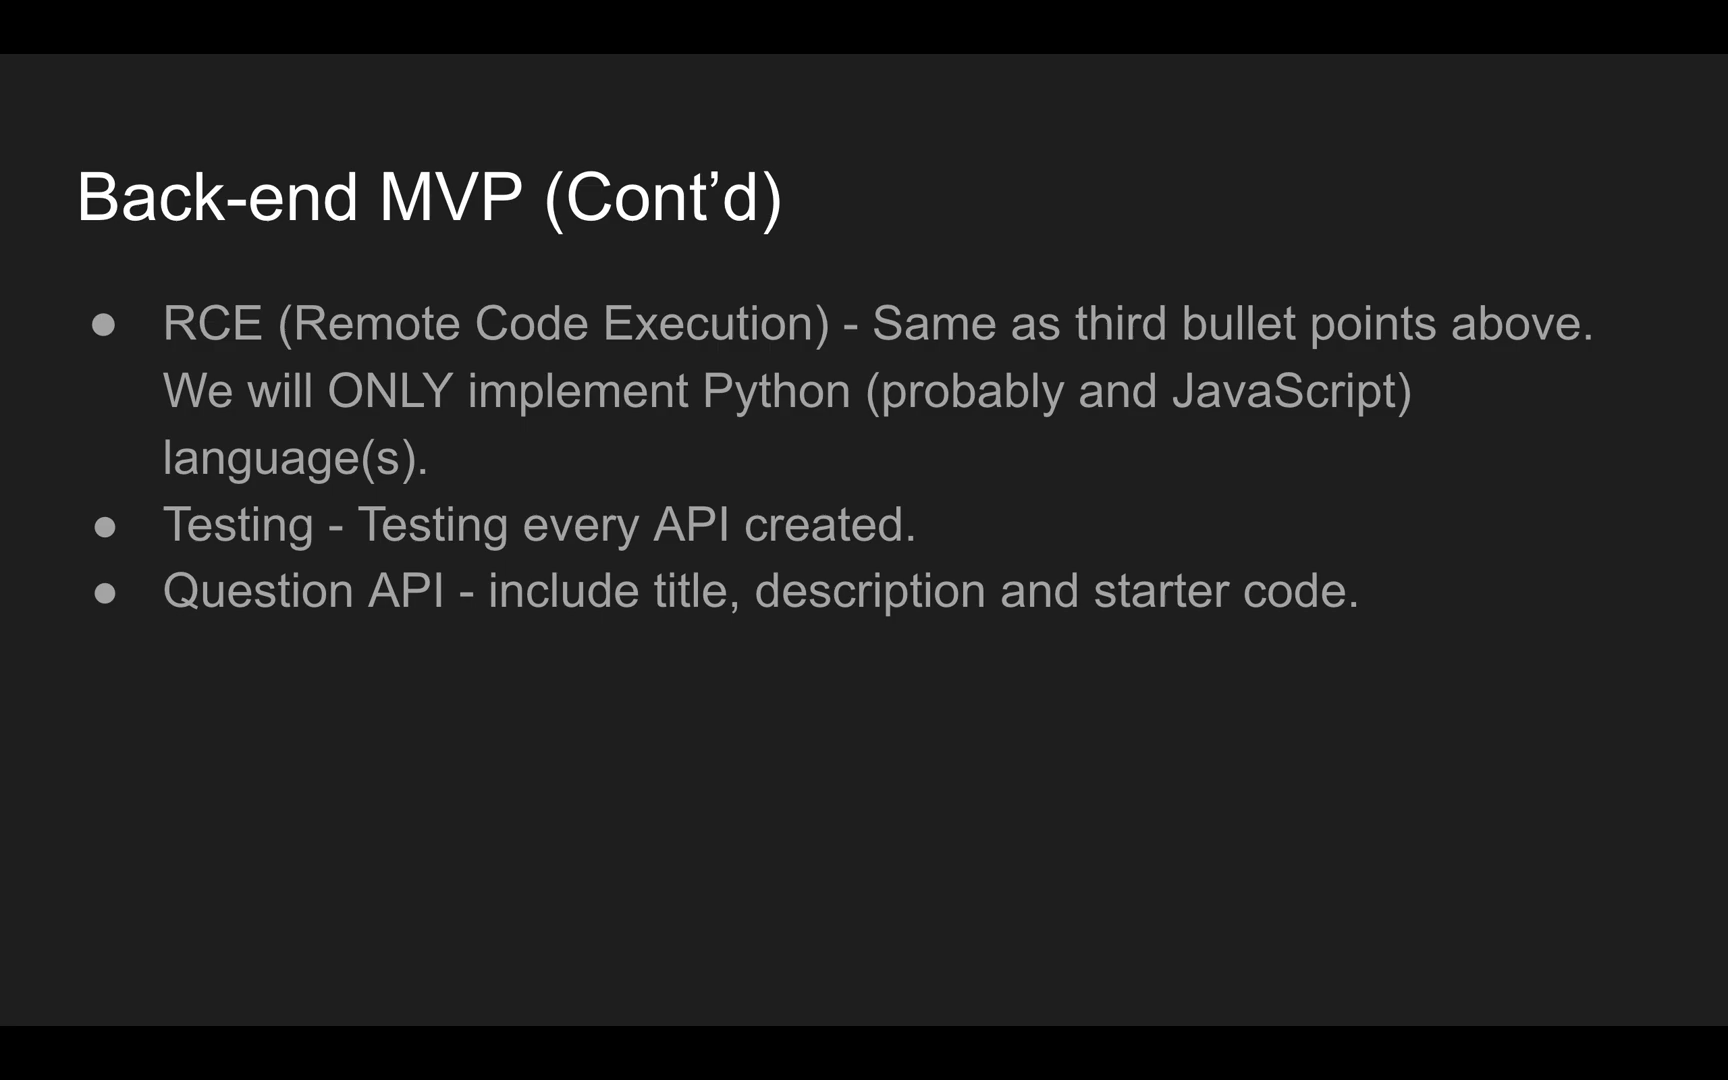 Back-end MVP (Cont’d)
● RCE (Remote Code Execution) - Same as third bullet points above.
We will ONLY implement Python (probably and JavaScript)
language(s).
● Testing - Testing every API created.
● Question API - include title, description and starter code.